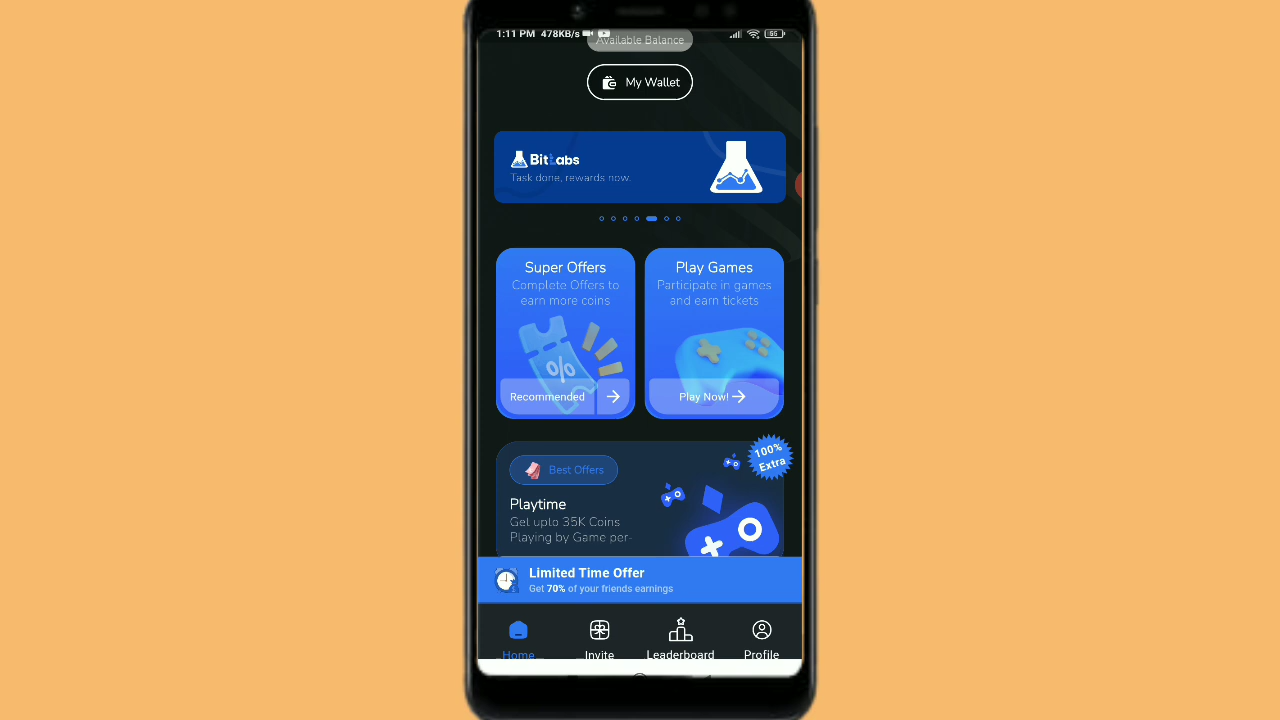 1:11 PM 478KB/s
55
Available Balance
My Wallet
BitLabs
Task done, rewards now.
Super Offers
Complete Offers to
earn more coins
%
Recommended
Play Games
Participate in games
and earn tickets
Play Now!
100%
Extra
Best Offers
Playtime
Get upto 35K Coins
Playing by Game per-
Limited Time Offer
Get 70% of your friends earnings
Home
Invite
Leaderboard
Profile